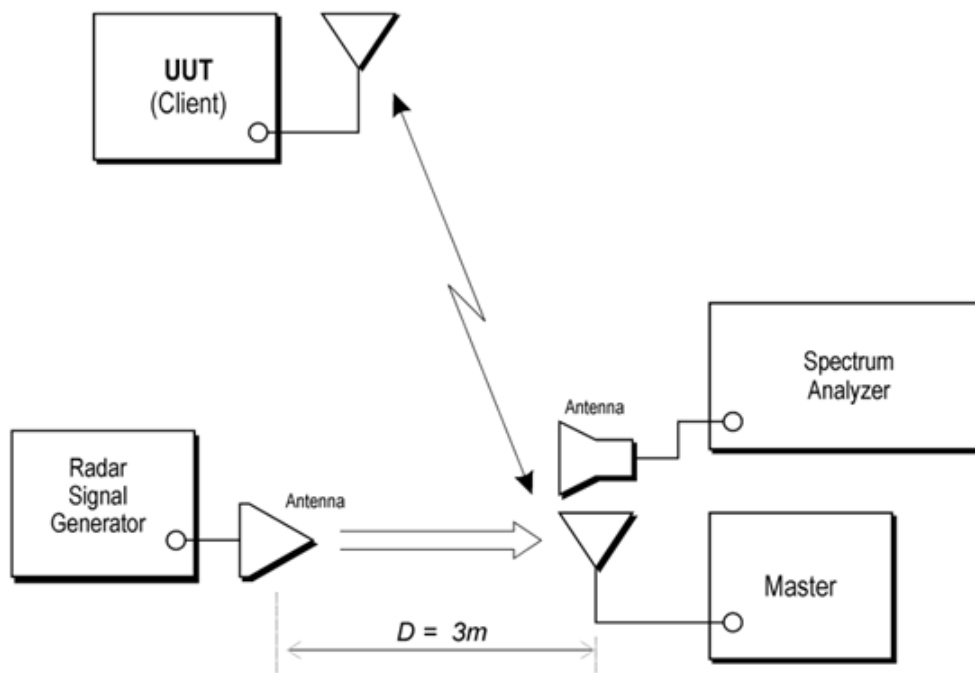 UUT
(Client)
Spectrum
Analyzer
Antenna
Radar
Signal
Generator
Antenna
Master
D = 3m